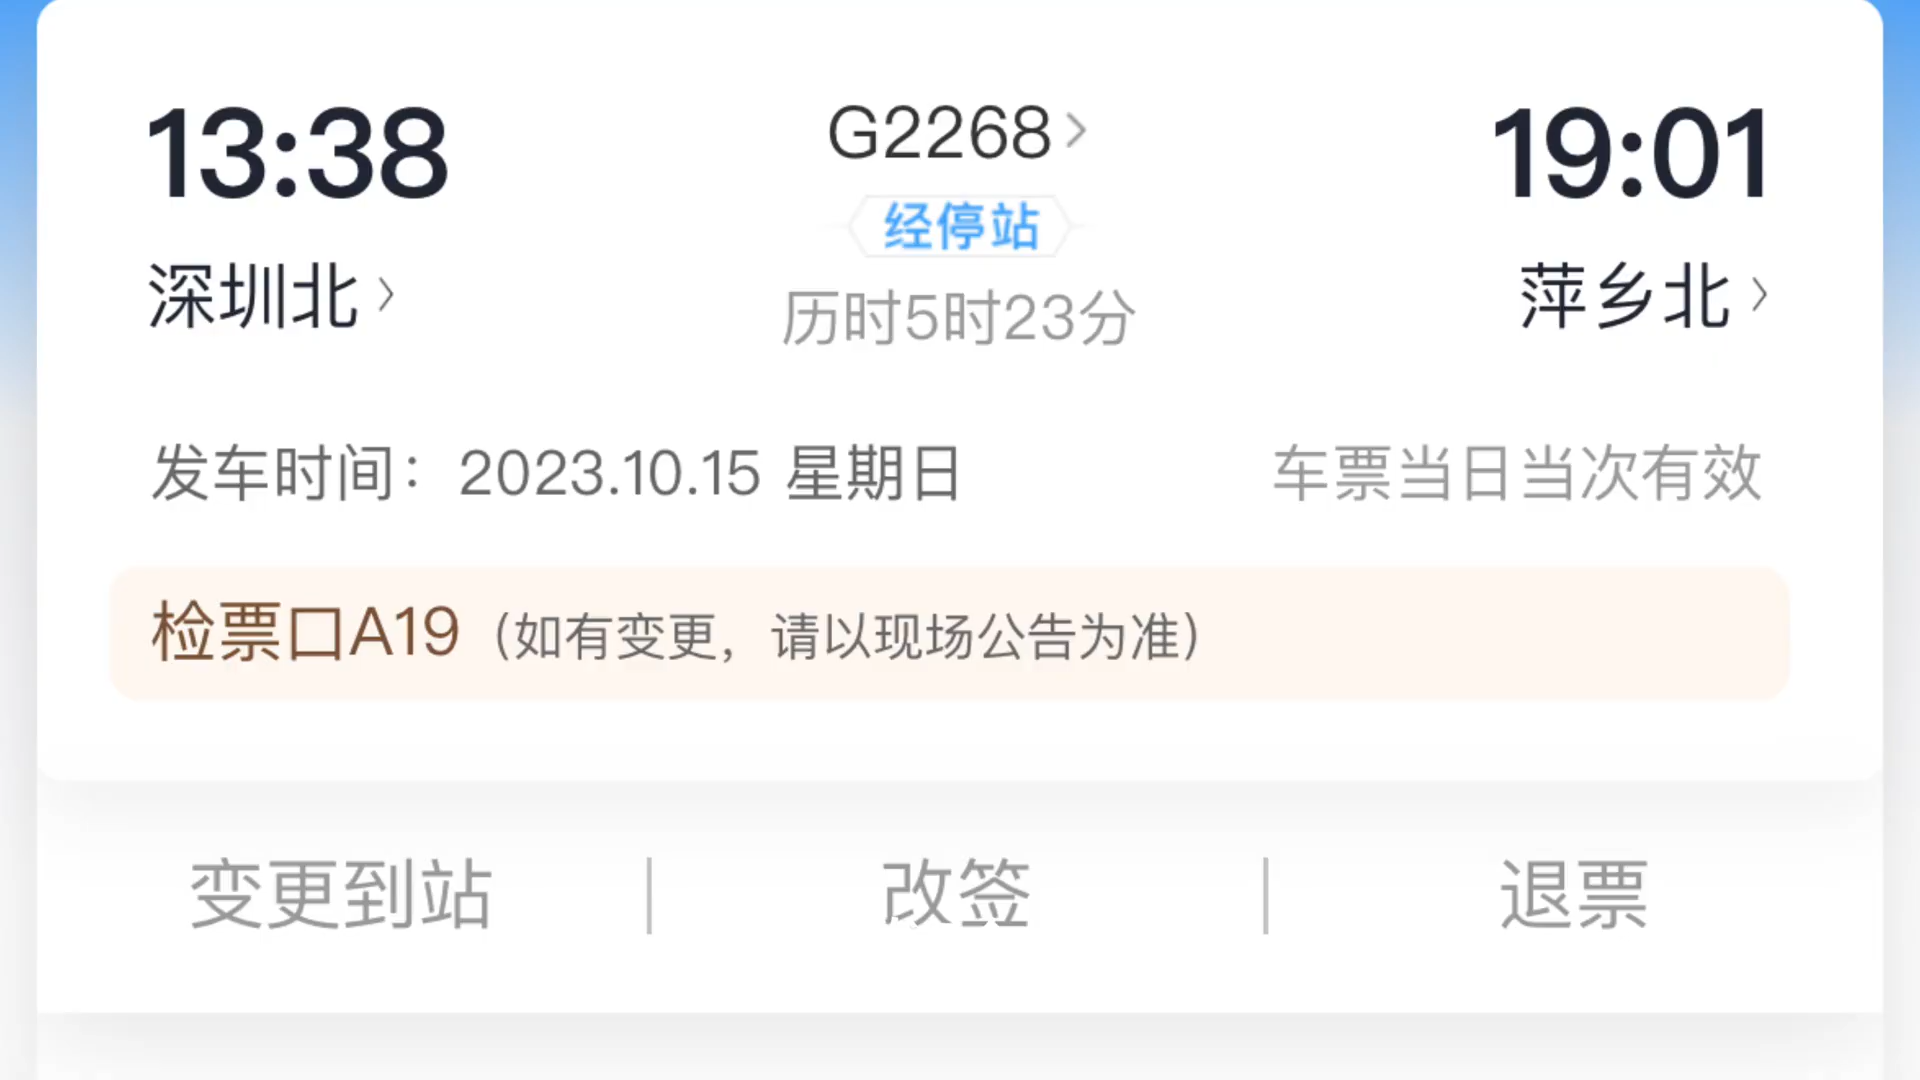 13:38 G2268 19:01
经停站
深圳北 萍乡北
历时5时23分
发车时间：2023.10.15 星期日 车票当日当次有效
检票口A19（如有变更，请以现场公告为准）
变更到站 改签 退票